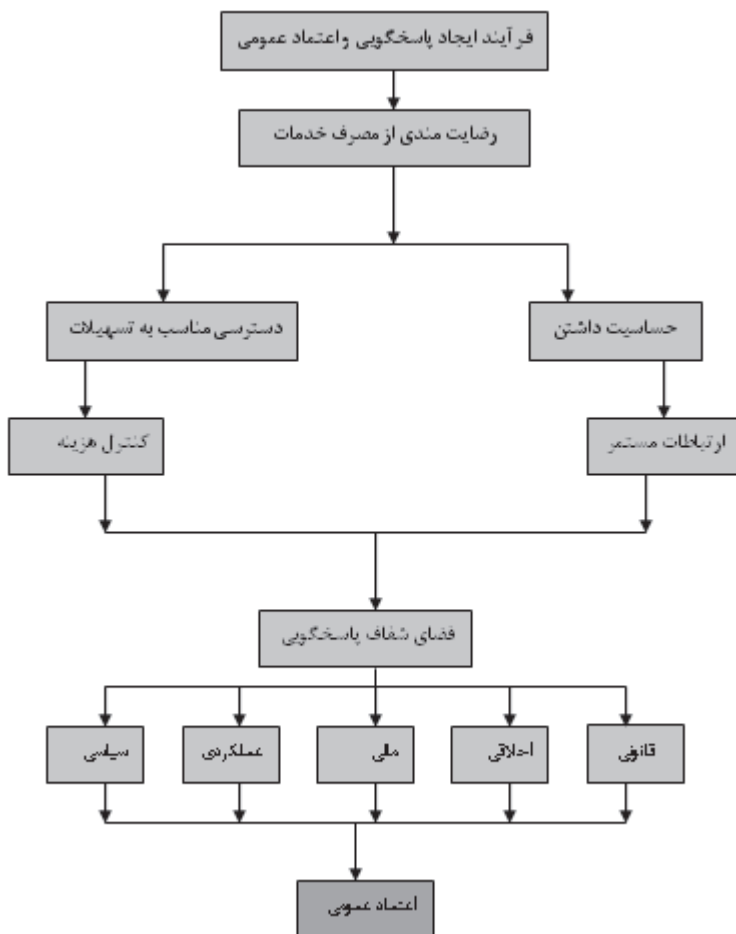 فرآیند ایجاد پاسخگویی و اعتماد عمومی
رضایت مندی از مصرف خدمات
حساسیت داشتن
دسترسی مناسب به تسهیلات
ارتباطات مستمر
کنترل هزینه
فضای شفاف پاسخگویی
قانونی
اخلاقی
مالی
عملکردی
سیاسی
اعتماد عمومی